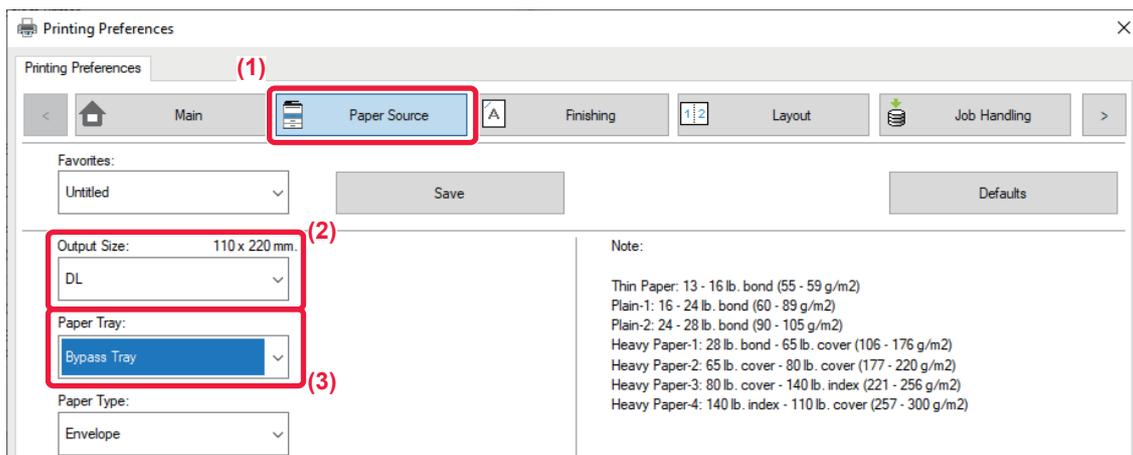 Printing Preferences
Printing Preferences
(1)
< Main Paper Source A Finishing 1 2 Layout Job Handling >
Favorites:
Untitled Save Defaults
(2)
Output Size: 110 x 220 mm.
DL
Paper Tray:
Bypass Tray
(3)
Paper Type:
Envelope
Note:
Thin Paper: 13 - 16 lb. bond (55 - 59 g/m2)
Plain-1: 16 - 24 lb. bond (60 - 89 g/m2)
Plain-2: 24 - 28 lb. bond (90 - 105 g/m2)
Heavy Paper-1: 28 lb. bond - 65 lb. cover (106 - 176 g/m2)
Heavy Paper-2: 65 lb. cover - 80 lb. cover (177 - 220 g/m2)
Heavy Paper-3: 80 lb. cover - 140 lb. index (221 - 256 g/m2)
Heavy Paper-4: 140 lb. index - 110 lb. cover (257 - 300 g/m2)